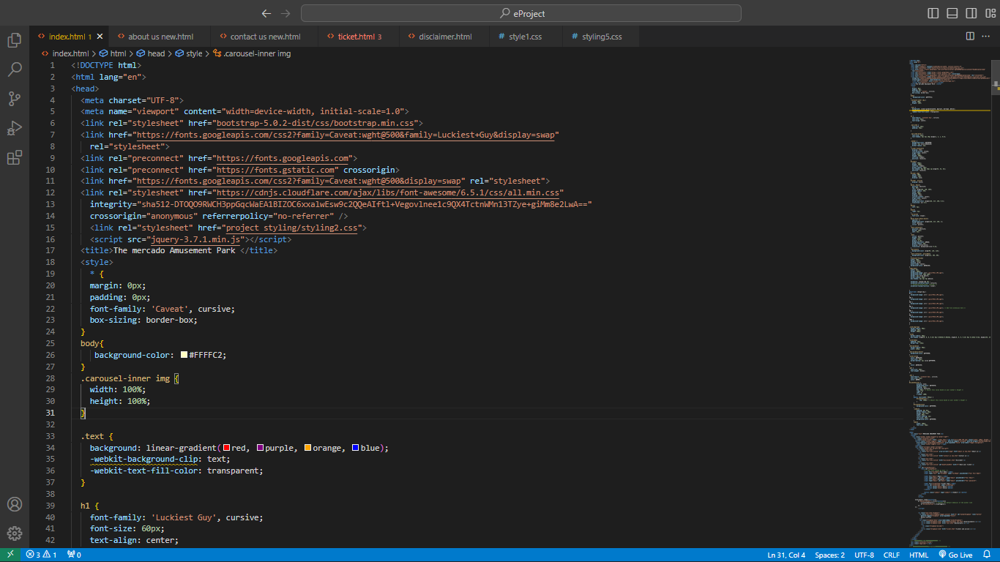 eProject
index.html 1
about us new.html
contact us new.html
ticket.html 3
disclaimer.html
# style1.css
# styling5.css
index.html > html > head > style > .carousel-inner img
1 <!DOCTYPE html>
2 <html lang="en">
3 <head>
4 <meta charset="UTF-8">
5 <meta name="viewport" content="width=device-width, initial-scale=1.0">
6 <link rel="stylesheet" href="bootstrap-5.0.2-dist/css/bootstrap.min.css">
7 <link href="https://fonts.googleapis.com/css2?family=Caveat:wght@500&family=Luckiest+Guy&display=swap"
8 rel="stylesheet">
9 <link rel="preconnect" href="https://fonts.googleapis.com">
10 <link rel="preconnect" href="https://fonts.gstatic.com" crossorigin>
11 <link href="https://fonts.googleapis.com/css2?family=Caveat:wght@500&display=swap" rel="stylesheet">
12 <link rel="stylesheet" href="https://cdnjs.cloudflare.com/ajax/libs/font-awesome/6.5.1/css/all.min.css"
13 integrity="sha512-DTOQO9RWCH3ppGqcWaEA1BIZOC6xxalwEsw9c2QQeAIftl+Vegovlnee1c9QX4TctnWMn13TZye+giMm8e2LwA=="
14 crossorigin="anonymous" referrerpolicy="no-referrer" />
15 <link rel="stylesheet" href="project styling/styling2.css">
16 <script src="jquery-3.7.1.min.js"></script>
17 <title>The mercado Amusement Park </title>
18 <style>
19 * {
20 margin: 0px;
21 padding: 0px;
22 font-family: 'Caveat', cursive;
23 box-sizing: border-box;
24 }
25 body{
26 background-color: #FFFFC2;
27 }
28 .carousel-inner img {
29 width: 100%;
30 height: 100%;
31 }
32
33 .text {
34 background: linear-gradient(red, purple, orange, blue);
35 -webkit-background-clip: text;
36 -webkit-text-fill-color: transparent;
37 }
38
39 h1 {
40 font-family: 'Luckiest Guy', cursive;
41 font-size: 60px;
42 text-align: center;
3 1 0 Ln 31, Col 4 Spaces: 2 UTF-8 CRLF HTML Go Live